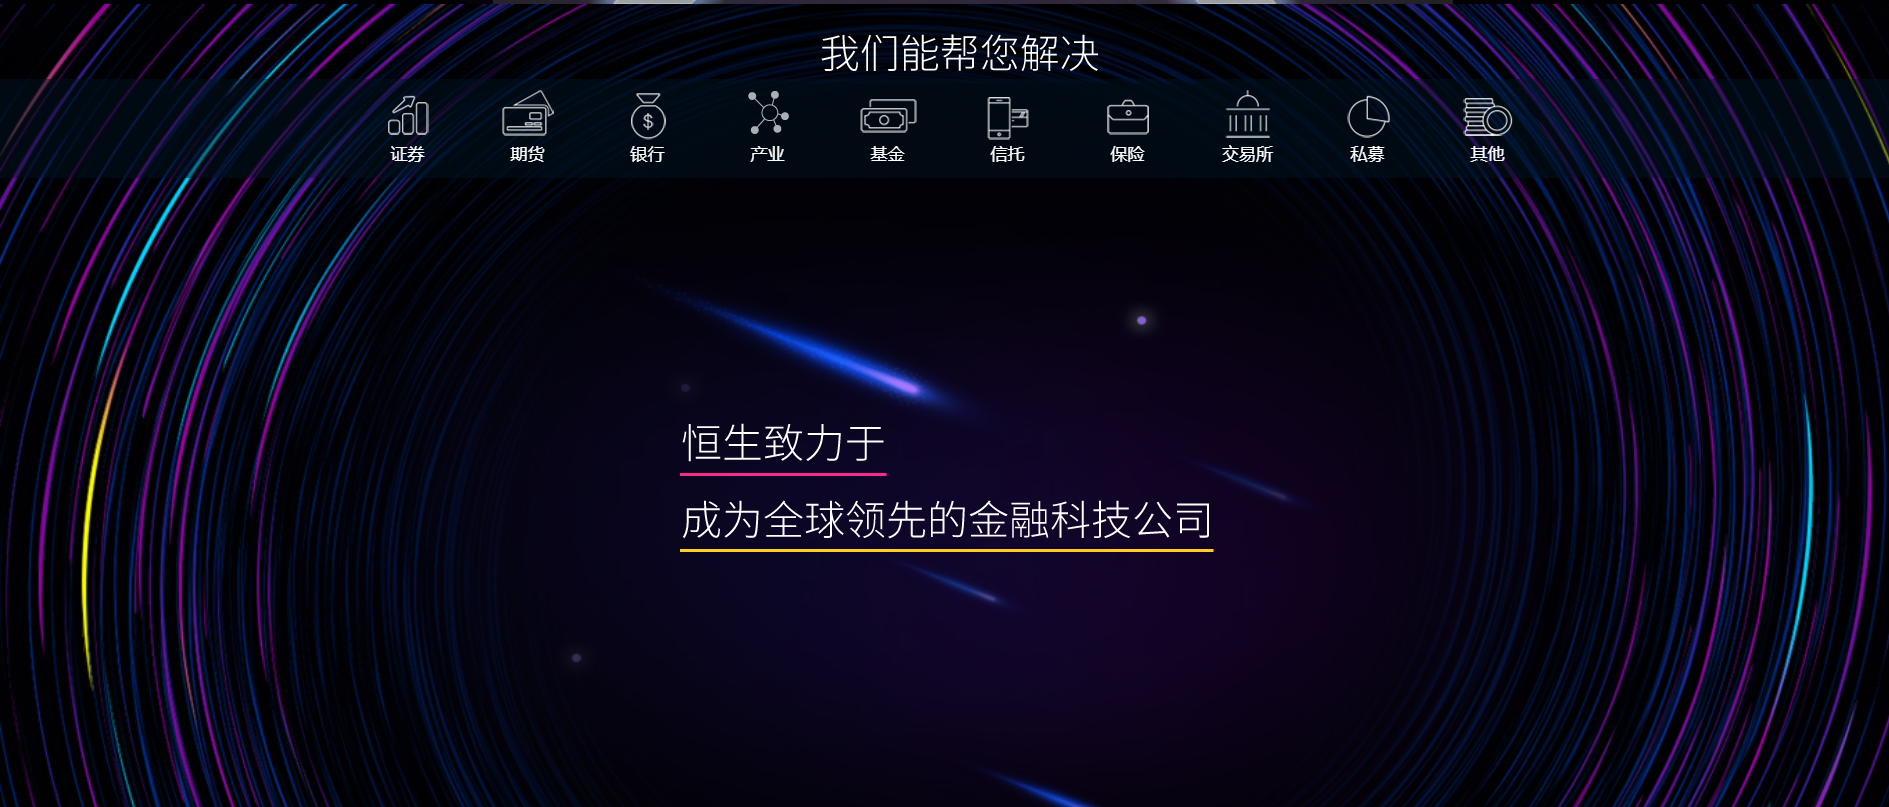 我们能帮您解决
证券 期货 银行 产业 基金 信托 保险 交易所 私募 其他
恒生致力于
成为全球领先的金融科技公司